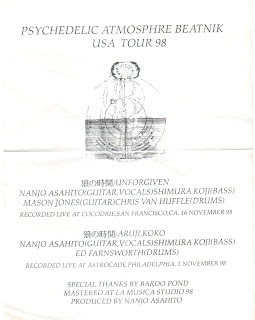 PSYCHEDELIC ATMOSPHRE BEATNIK
USA TOUR 98
狼の時間/UNFORGIVEN
NANJO ASAHITO(GUITAR,VOCALS)SHIMURA KOJI(BASS)
MASON JONES(GUITAR)CHRIS VAN HUFFLE(DRUMS)
RECORDED LIVE AT COCODRIE,SAN FRANCISCO,CA. 16 NOVEMBER 98
狼の時間/ARUJI,KOKO
NANJO ASAHITO(GUITAR,VOCALS)SHIMURA KOJI(BASS)
ED FARNSWORTH(DRUMS)
RECORDED LIVE AT ASTROCADE,PHILADELPHIA. 1 NOVEMBER 98
SPECIAL THANKS BY BARDO POND
MASTERED AT LA MUSICA STUDIO 98
PRODUCED BY NANJO ASAHITO